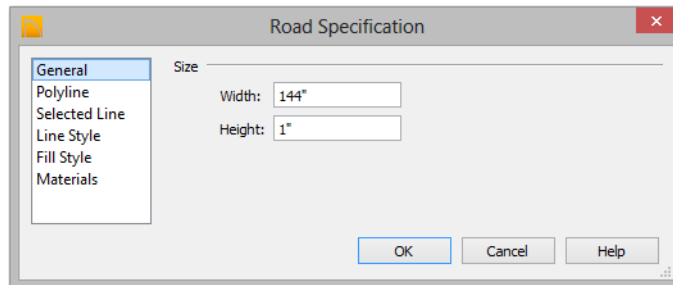 Road Specification
General
Polyline
Selected Line
Line Style
Fill Style
Materials
Size
Width: 144"
Height: 1"
OK Cancel Help